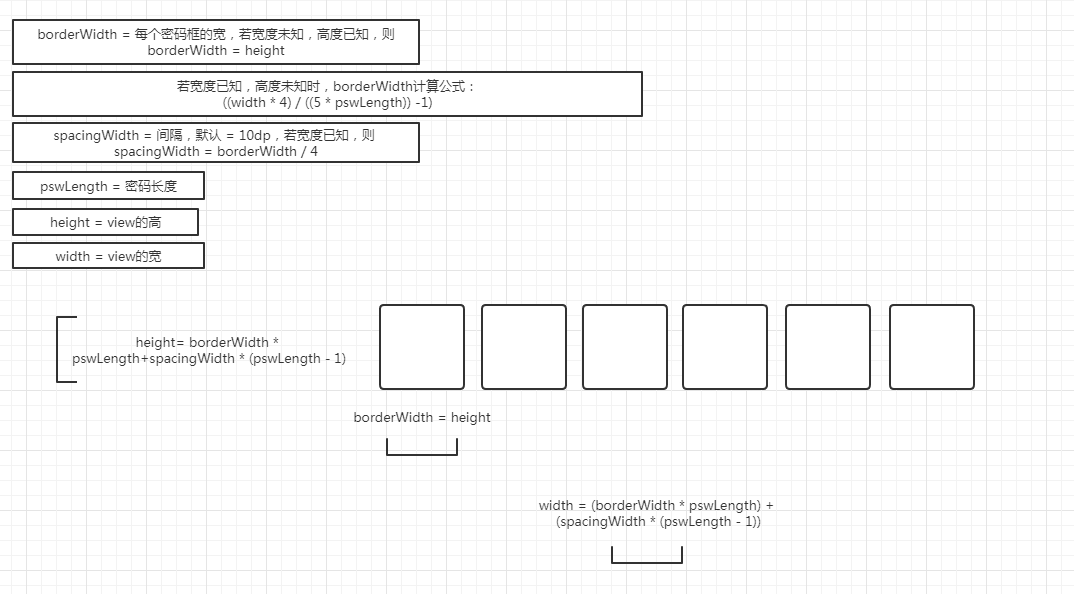 borderWidth = 每个密码框的宽，若宽度未知，高度已知，则
borderWidth = height
若宽度已知，高度未知时，borderWidth计算公式：
((width * 4) / ((5 * pswLength)) -1)
spacingWidth = 间隔，默认 = 10dp，若宽度已知，则
spacingWidth = borderWidth / 4
pswLength = 密码长度
height = view的高
width = view的宽
height= borderWidth *
pswLength+spacingWidth * (pswLength - 1)
borderWidth = height
width = (borderWidth * pswLength) +
(spacingWidth * (pswLength - 1))